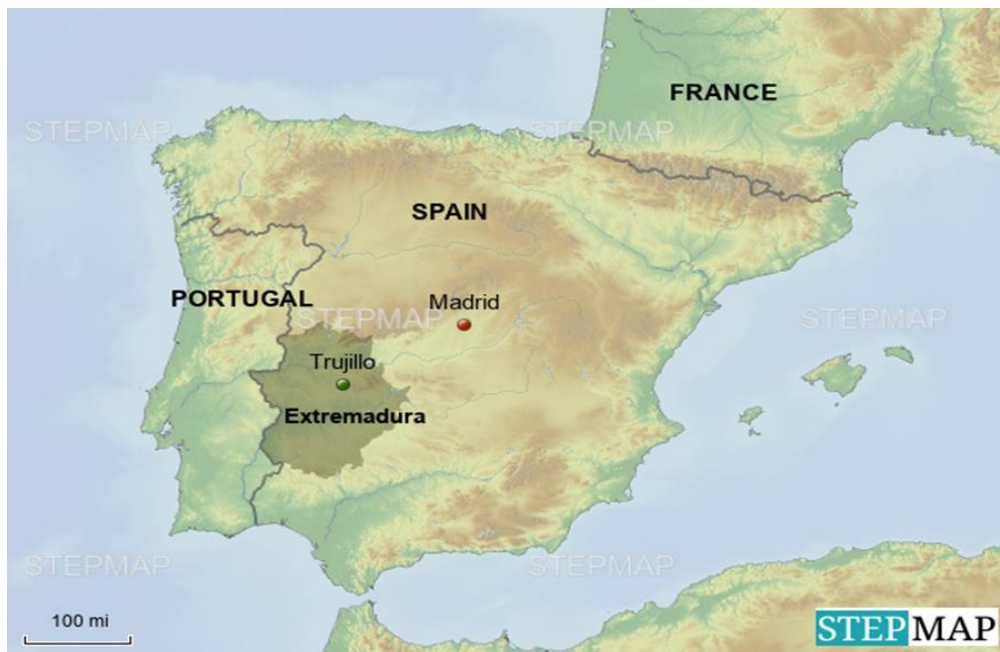 FRANCE
STEPMAP
STEPMAP
SPAIN
PORTUGAL
Madrid
STEPMAP
STEPMAP
Trujillo
Extremadura
STEPMAP
STEPMAP
100 mi
STEPMAP